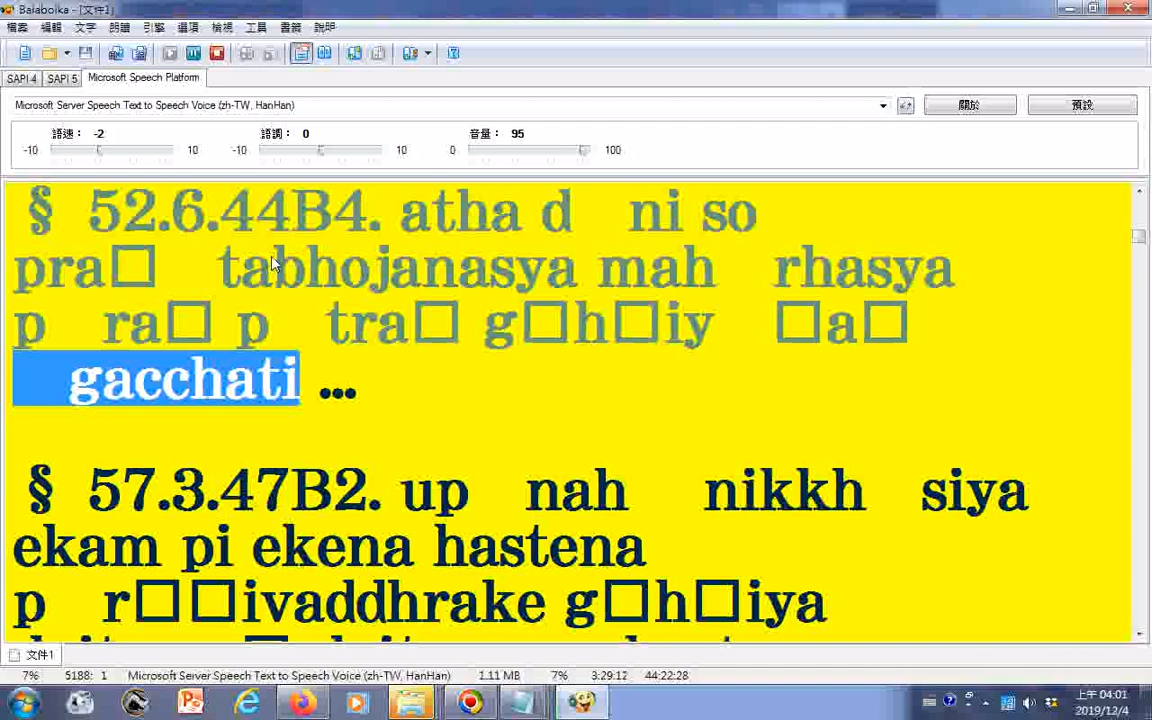 Balabolka - [文件1]
檔案 編輯 文字 朗讀 引擎 選項 檢視 工具 書籤 說明
SAPI 4 SAPI 5 Microsoft Speech Platform
Microsoft Server Speech Text to Speech Voice (zh-TW, HanHan) 關於 預設
語速： -2 語調： 0 音量： 95
-10 10 -10 10 0 100
§ 52.6.44B4. atha d ni so
pra□ tabhojanasya mah rhasya
p ra□ p tra□ g□h□iy □a□
gacchati ...
§ 57.3.47B2. up nah nikkh siya
ekam pi ekena hastena
p r□□ivaddhrake g□h□iya
文件1
7% 5188: 1 Microsoft Server Speech Text to Speech Voice (zh-TW, HanHan) 1.11 MB 7% 3:29:12 44:22:28
上午 04:01
2019/12/4